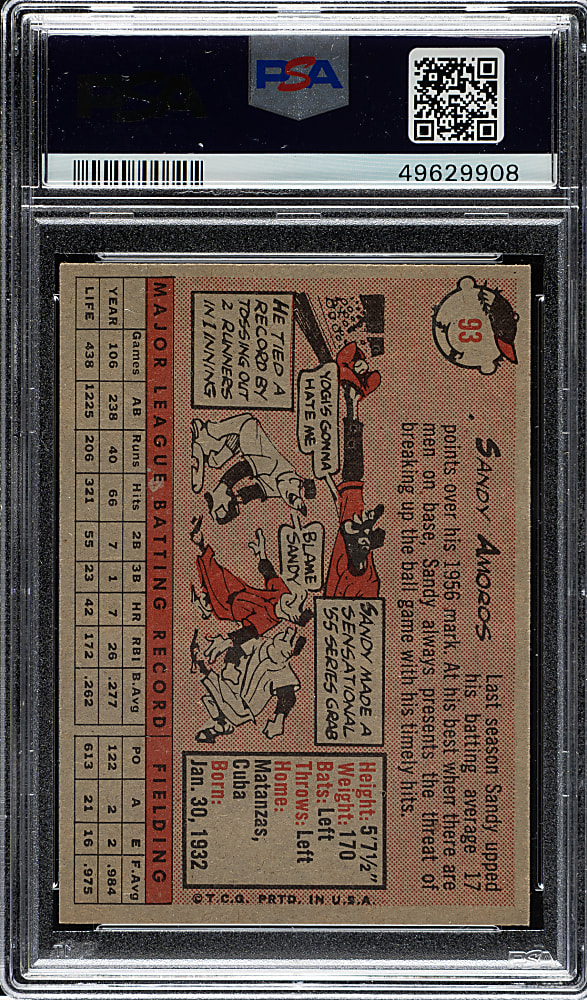 PSA
PSA
49629908
93
SANDY AMOROS
Last season Sandy upped
his batting average 17
points over his 1956 mark. At his best when there are
men on base, Sandy always presents the threat of
breaking up the ball game with his timely hits.
YOGI'S GONNA
HATE ME
SANDY MADE A
SENSATIONAL
'55 SERIES GRAB
HE TIED A
RECORD BY
TOSSING OUT
2 RUNNERS
IN 1 INNING
BLAME
SANDY
Height: 5'7½"
Weight: 170
Bats: Left
Throws: Left
Home:
Matanzas,
Cuba
Born:
Jan. 30, 1932
MAJOR LEAGUE BATTING RECORD FIELDING
Games AB Runs Hits 2B 3B HR RBI B.Avg PO A E F.Avg
YEAR 106 238 40 66 7 1 7 26 .277 122 2 2 .984
LIFE 438 1225 206 321 55 23 42 172 .262 613 21 16 .975
©T.C.G. PRTD. IN U.S.A.
PSA